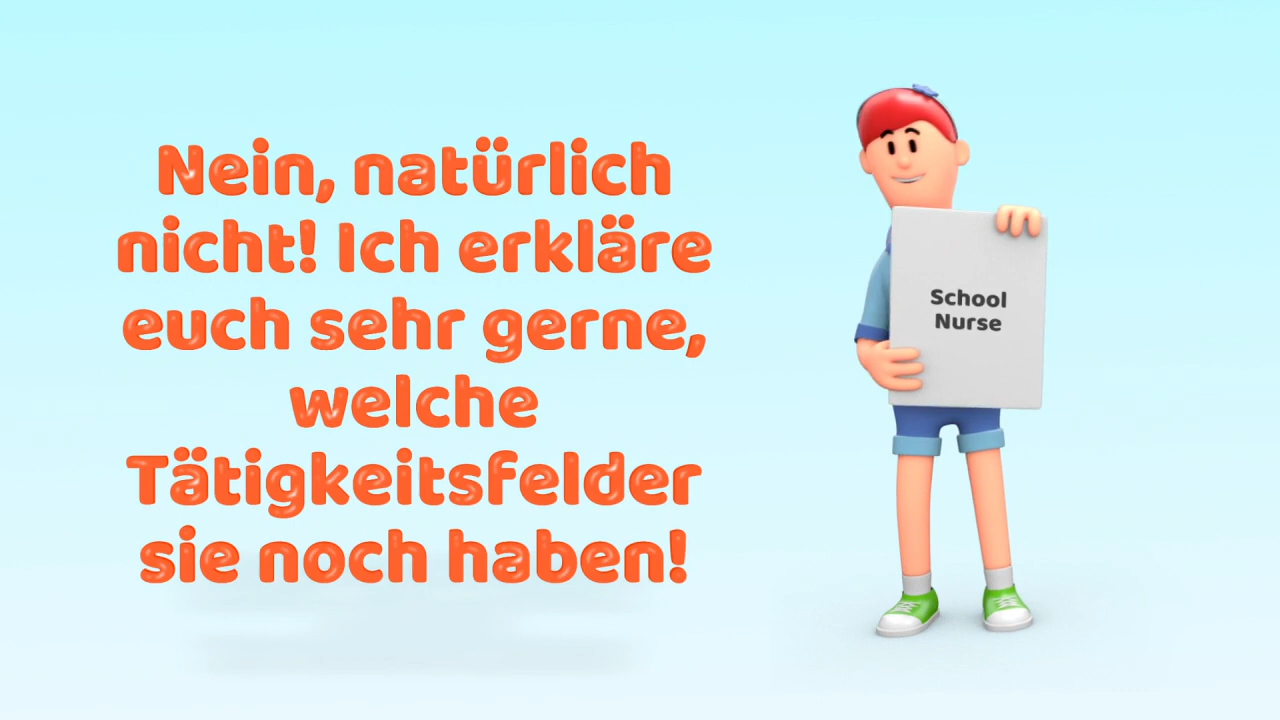 Nein, natürlich
nicht! Ich erkläre
euch sehr gerne,
welche
Tätigkeitsfelder
sie noch haben!
School
Nurse